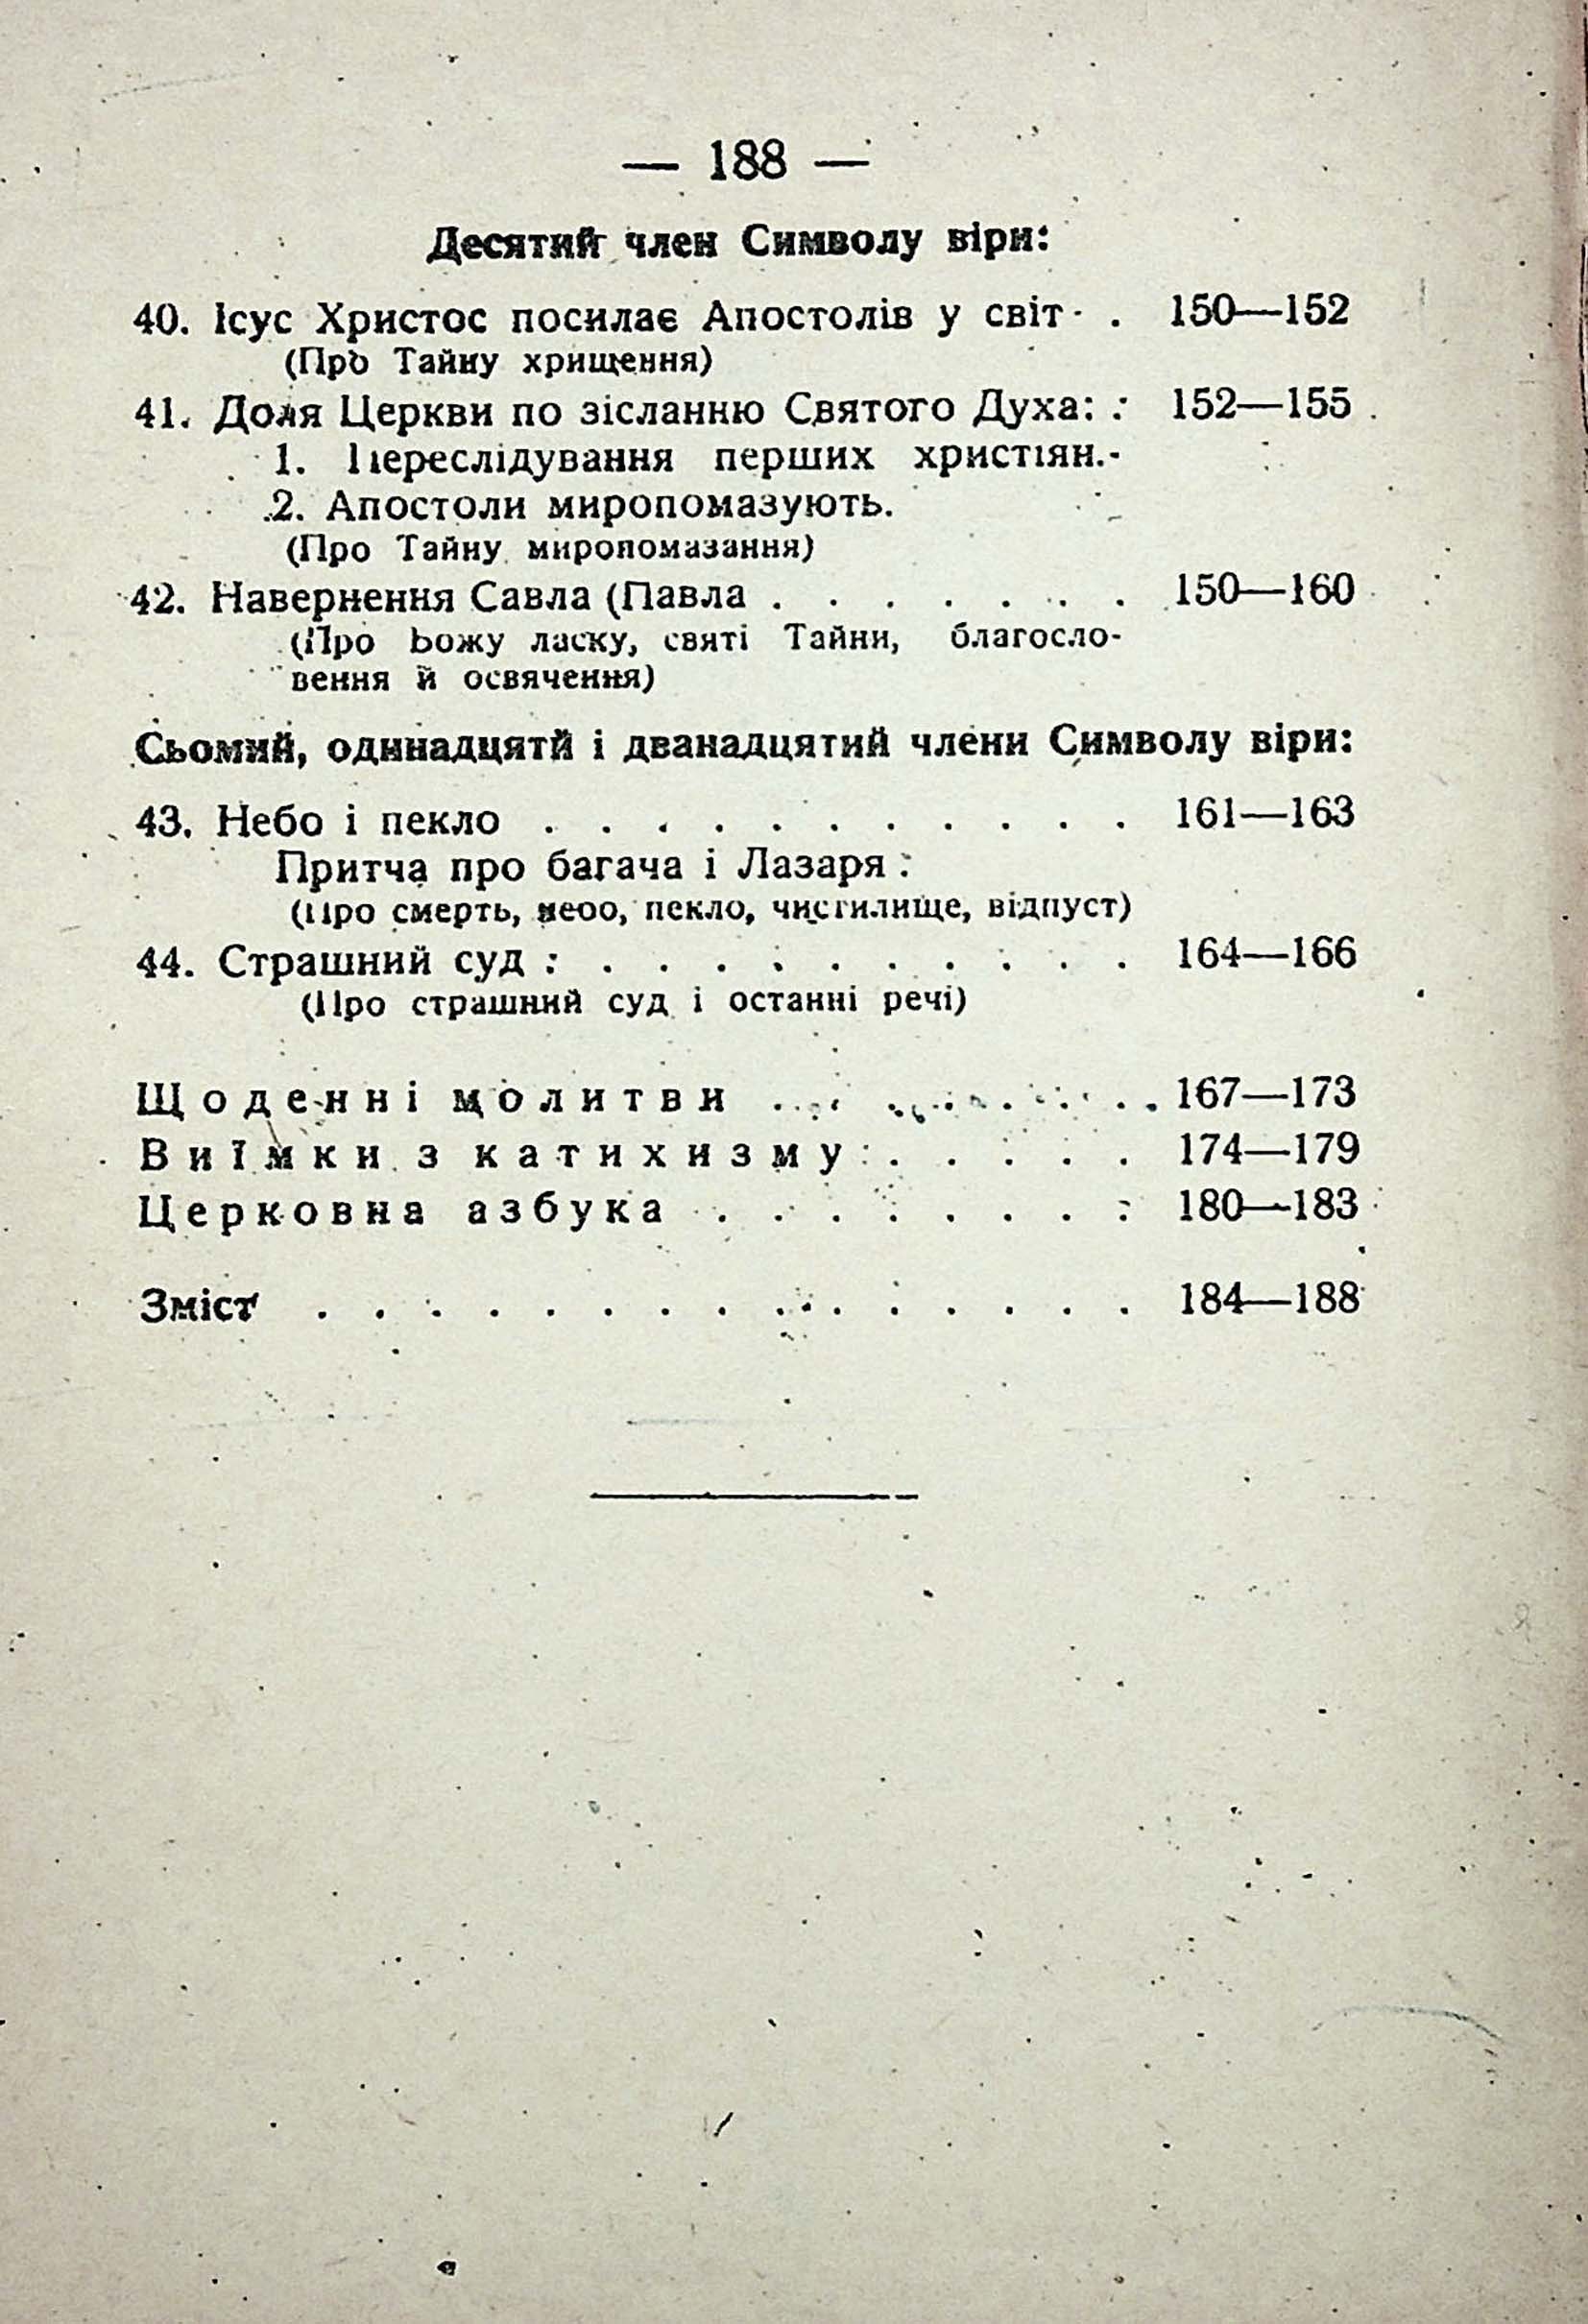 — 188 —
Десятий член Символу віри:
40. Ісус Христос посилає Апостолів у світ . 150—152
(Про Тайну хрищення)
41. Доля Церкви по зісланню Святого Духа: . 152—155
1. Переслідування перших християн.
2. Апостоли миропомазують.
(Про Тайну миропомазання)
42. Навернення Савла (Павла . . . . . . . 150—160
(Про Божу ласку, святі Тайни, благосло-
вення й освячення)
Сьомий, одинадцятй і дванадцятий члени Символу віри:
43. Небо і пекло . . . . . . . . . . . 161—163
Притча про багача і Лазаря :
(Про смерть, небо, пекло, чистилище, відпуст)
44. Страшний суд : . . . . . . . . . . 164—166
(Про страшний суд і останні речі)
Щоденні молитви . . . . . . . 167—173
Виїмки з катихизму . . . . . 174—179
Церковна азбука . . . . . . . . 180—183
Зміст . . . . . . . . . . . . . . . 184—188